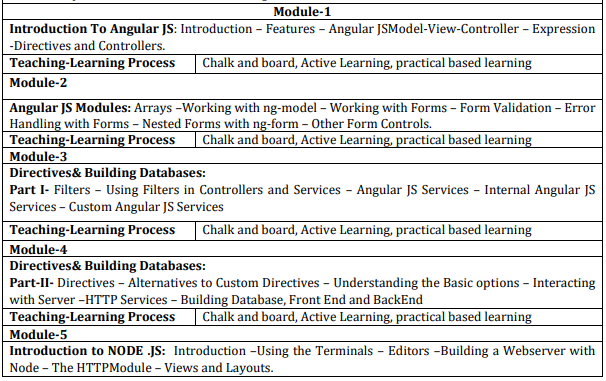 Module-1
Introduction To Angular JS: Introduction – Features – Angular JSModel-View-Controller – Expression
-Directives and Controllers.
Teaching-Learning Process Chalk and board, Active Learning, practical based learning
Module-2
Angular JS Modules: Arrays –Working with ng-model – Working with Forms – Form Validation – Error
Handling with Forms – Nested Forms with ng-form – Other Form Controls.
Teaching-Learning Process Chalk and board, Active Learning, practical based learning
Module-3
Directives& Building Databases:
Part I- Filters – Using Filters in Controllers and Services – Angular JS Services – Internal Angular JS
Services – Custom Angular JS Services
Teaching-Learning Process Chalk and board, Active Learning, practical based learning
Module-4
Directives& Building Databases:
Part-II- Directives – Alternatives to Custom Directives – Understanding the Basic options – Interacting
with Server –HTTP Services – Building Database, Front End and BackEnd
Teaching-Learning Process Chalk and board, Active Learning, practical based learning
Module-5
Introduction to NODE .JS: Introduction –Using the Terminals – Editors –Building a Webserver with
Node – The HTTPModule – Views and Layouts.